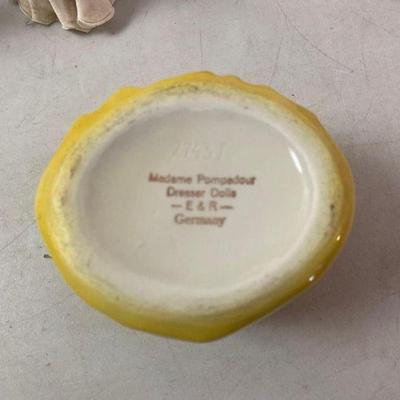 Madame Pompadour
Dresser Dolls
— E & R —
Germany